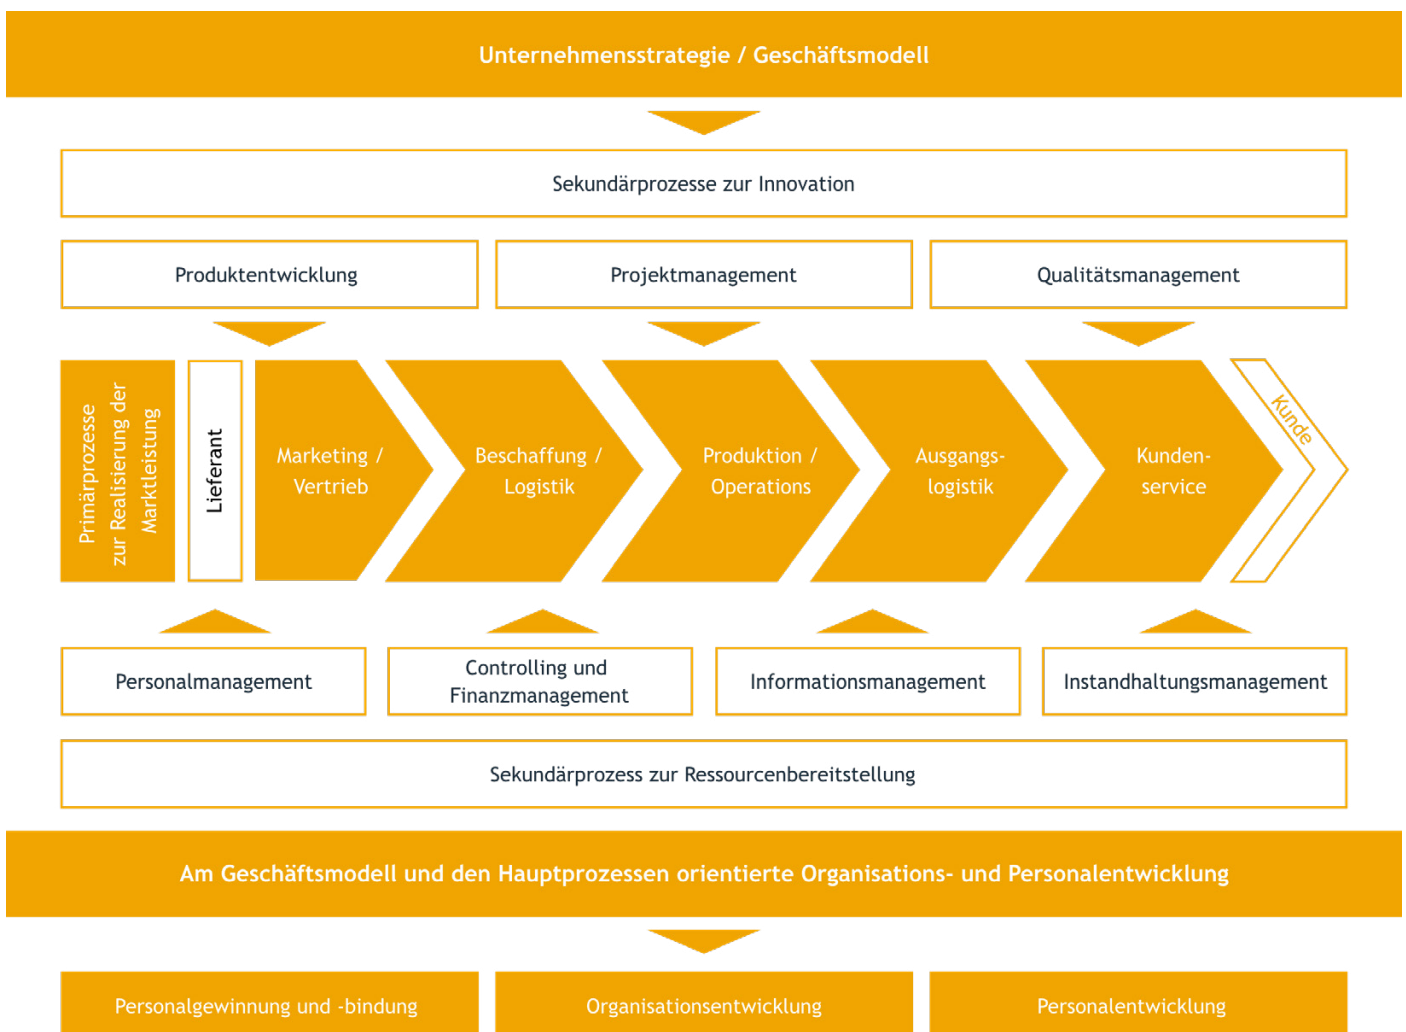 Unternehmensstrategie / Geschäftsmodell
Sekundärprozesse zur Innovation
Produktentwicklung
Projektmanagement
Qualitätsmanagement
Primärprozesse
zur Realisierung der
Marktleistung
Lieferant
Marketing /
Vertrieb
Beschaffung /
Logistik
Produktion /
Operations
Ausgangs-
logistik
Kunden-
service
Kunde
Personalmanagement
Controlling und
Finanzmanagement
Informationsmanagement
Instandhaltungsmanagement
Sekundärprozess zur Ressourcenbereitstellung
Am Geschäftsmodell und den Hauptprozessen orientierte Organisations- und Personalentwicklung
Personalgewinnung und -bindung
Organisationsentwicklung
Personalentwicklung